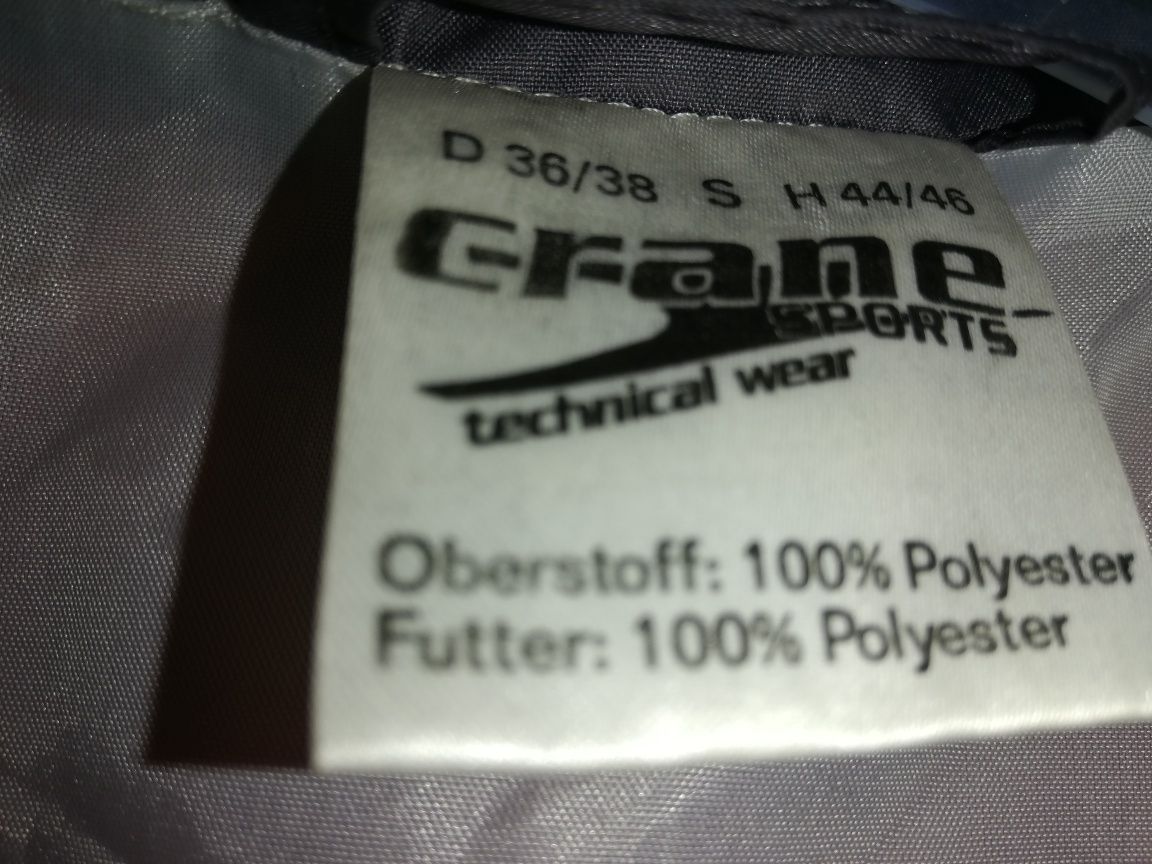 D 36/38 S H 44/46
crane
SPORTS
technical wear
Oberstoff: 100% Polyester
Futter: 100% Polyester